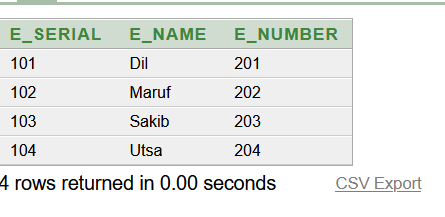 E_SERIAL E_NAME E_NUMBER
101 Dil 201
102 Maruf 202
103 Sakib 203
104 Utsa 204
4 rows returned in 0.00 seconds CSV Export